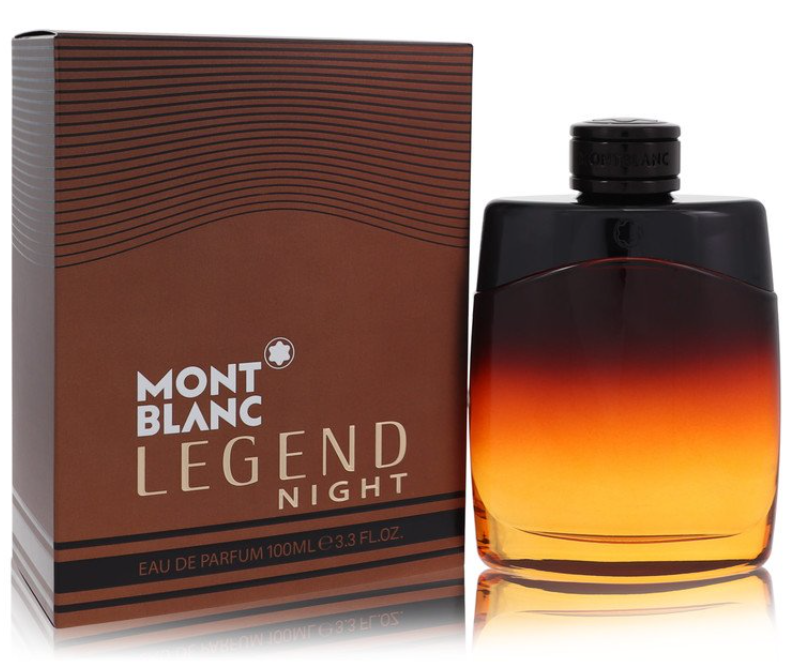 MONT
BLANC
LEGEND
NIGHT
EAU DE PARFUM 100ML ℮ 3.3 FL.OZ.
MONTBLANC